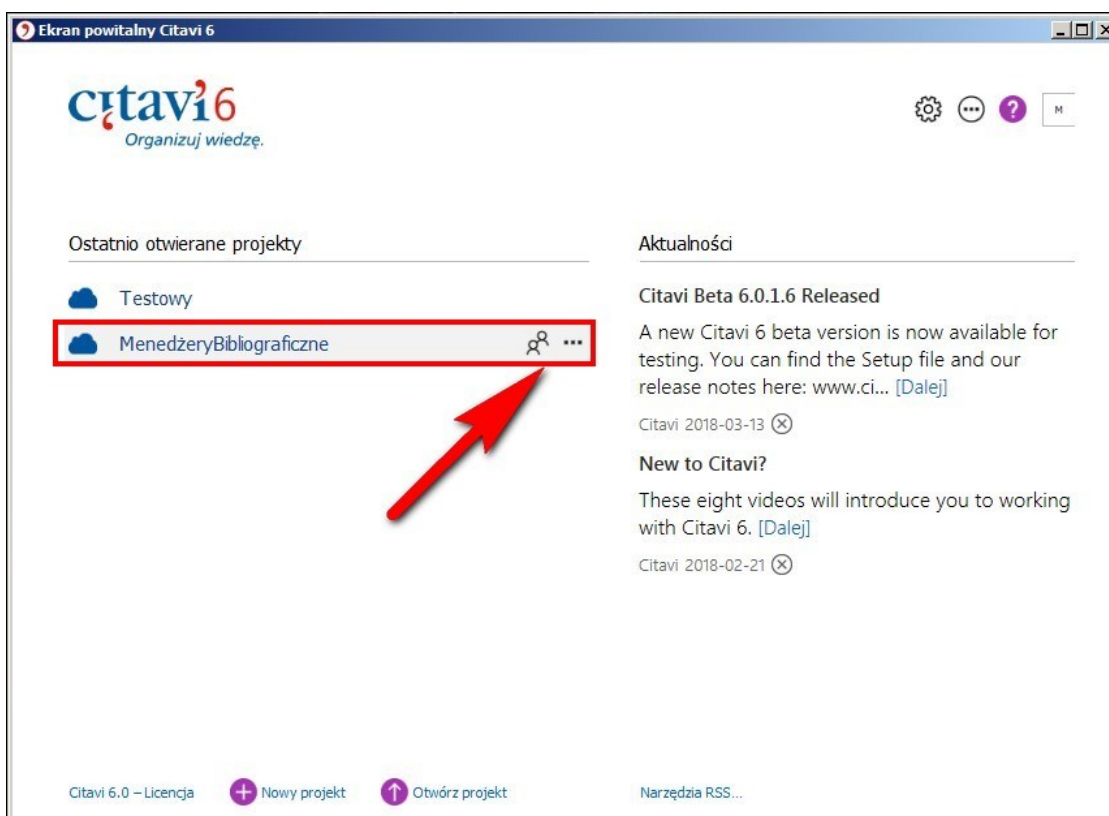 Ekran powitalny Citavi 6
citavi 6
Organizuj wiedzę.
?
M
Ostatnio otwierane projekty
Testowy
MenedżeryBibliograficzne
Aktualności
Citavi Beta 6.0.1.6 Released
A new Citavi 6 beta version is now available for
testing. You can find the Setup file and our
release notes here: www.ci... [Dalej]
Citavi 2018-03-13
New to Citavi?
These eight videos will introduce you to working
with Citavi 6. [Dalej]
Citavi 2018-02-21
Citavi 6.0 – Licencja
Nowy projekt
Otwórz projekt
Narzędzia RSS...